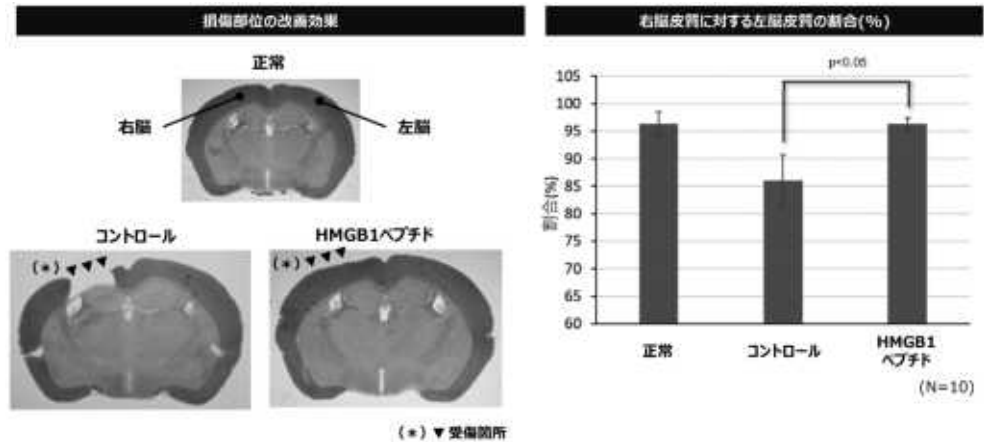 損傷部位の改画効果
正常
右脳
左脳
コントロール
HMGB1ペプチド
(*)
(*)
(*) ▼ 受傷箇所
右脳皮質に対する左脳皮質の割合(%)
p<0.05
105
100
95
90
85
80
75
70
65
60
割合(%)
正常
コントロール
HMGB1
ペプチド
(N=10)